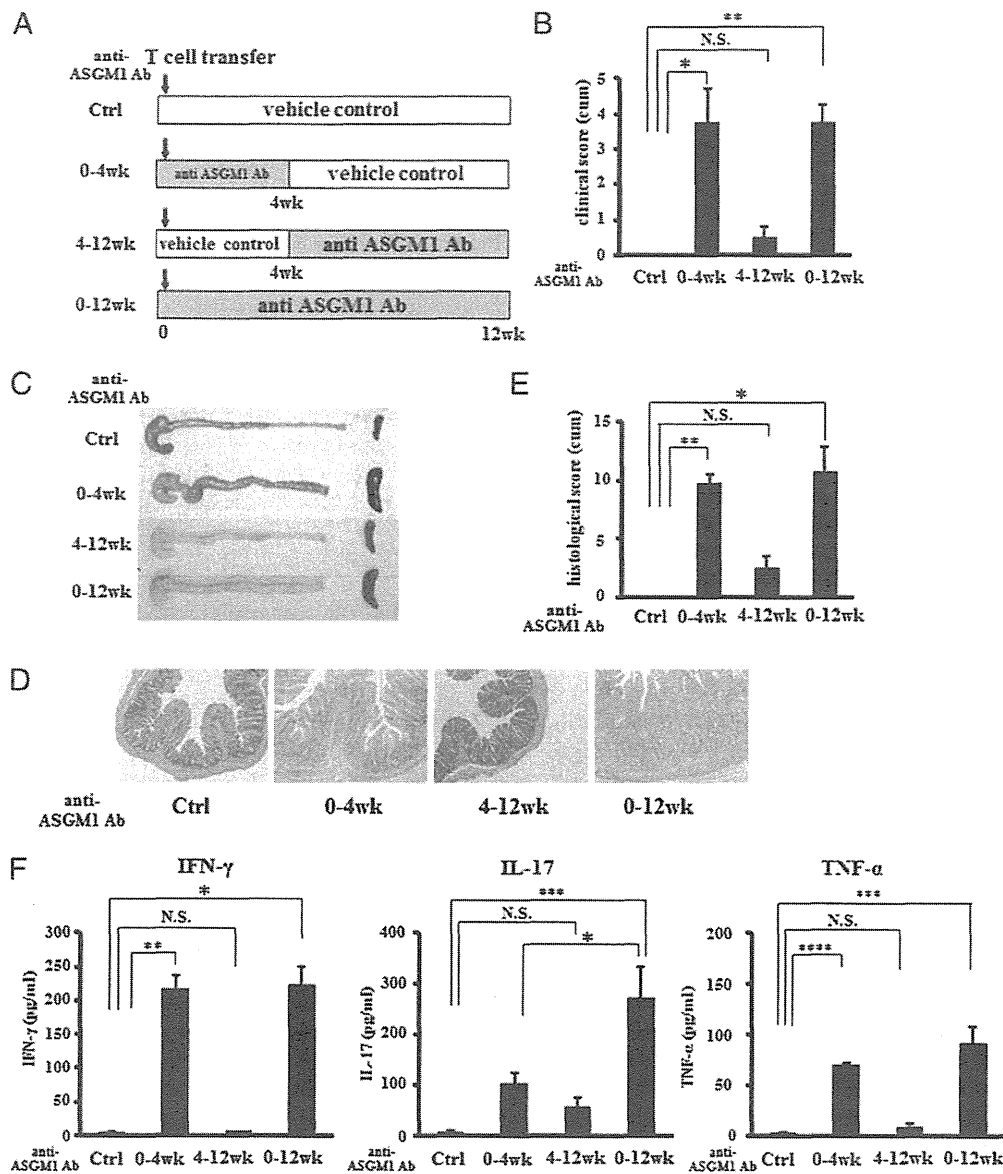 A
anti-
ASGM1 Ab
T cell transfer
Ctrl
vehicle control
0-4wk
anti ASGM1 Ab
vehicle control
4wk
4-12wk
vehicle control
anti ASGM1 Ab
4wk
0-12wk
anti ASGM1 Ab
0
12wk
B
**
N.S.
*
clinical score (cum)
5
4
3
2
1
0
anti-
ASGM1 Ab
Ctrl 0-4wk 4-12wk 0-12wk
C
anti-
ASGM1 Ab
Ctrl
0-4wk
4-12wk
0-12wk
E
*
N.S.
**
histological score (cum)
15
10
5
0
anti-
ASGM1 Ab
Ctrl 0-4wk 4-12wk 0-12wk
D
anti-
ASGM1 Ab
Ctrl 0-4wk 4-12wk 0-12wk
F
IFN-γ
*
N.S.
**
IFN-γ (pg/ml)
300
250
200
150
100
50
0
anti-
ASGM1 Ab
Ctrl 0-4wk 4-12wk 0-12wk
IL-17
***
N.S.
*
IL-17 (pg/ml)
400
300
200
100
0
anti-
ASGM1 Ab
Ctrl 0-4wk 4-12wk 0-12wk
TNF-α
***
N.S.
****
TNF-α (pg/ml)
200
150
100
50
0
anti-
ASGM1 Ab
Ctrl 0-4wk 4-12wk 0-12wk